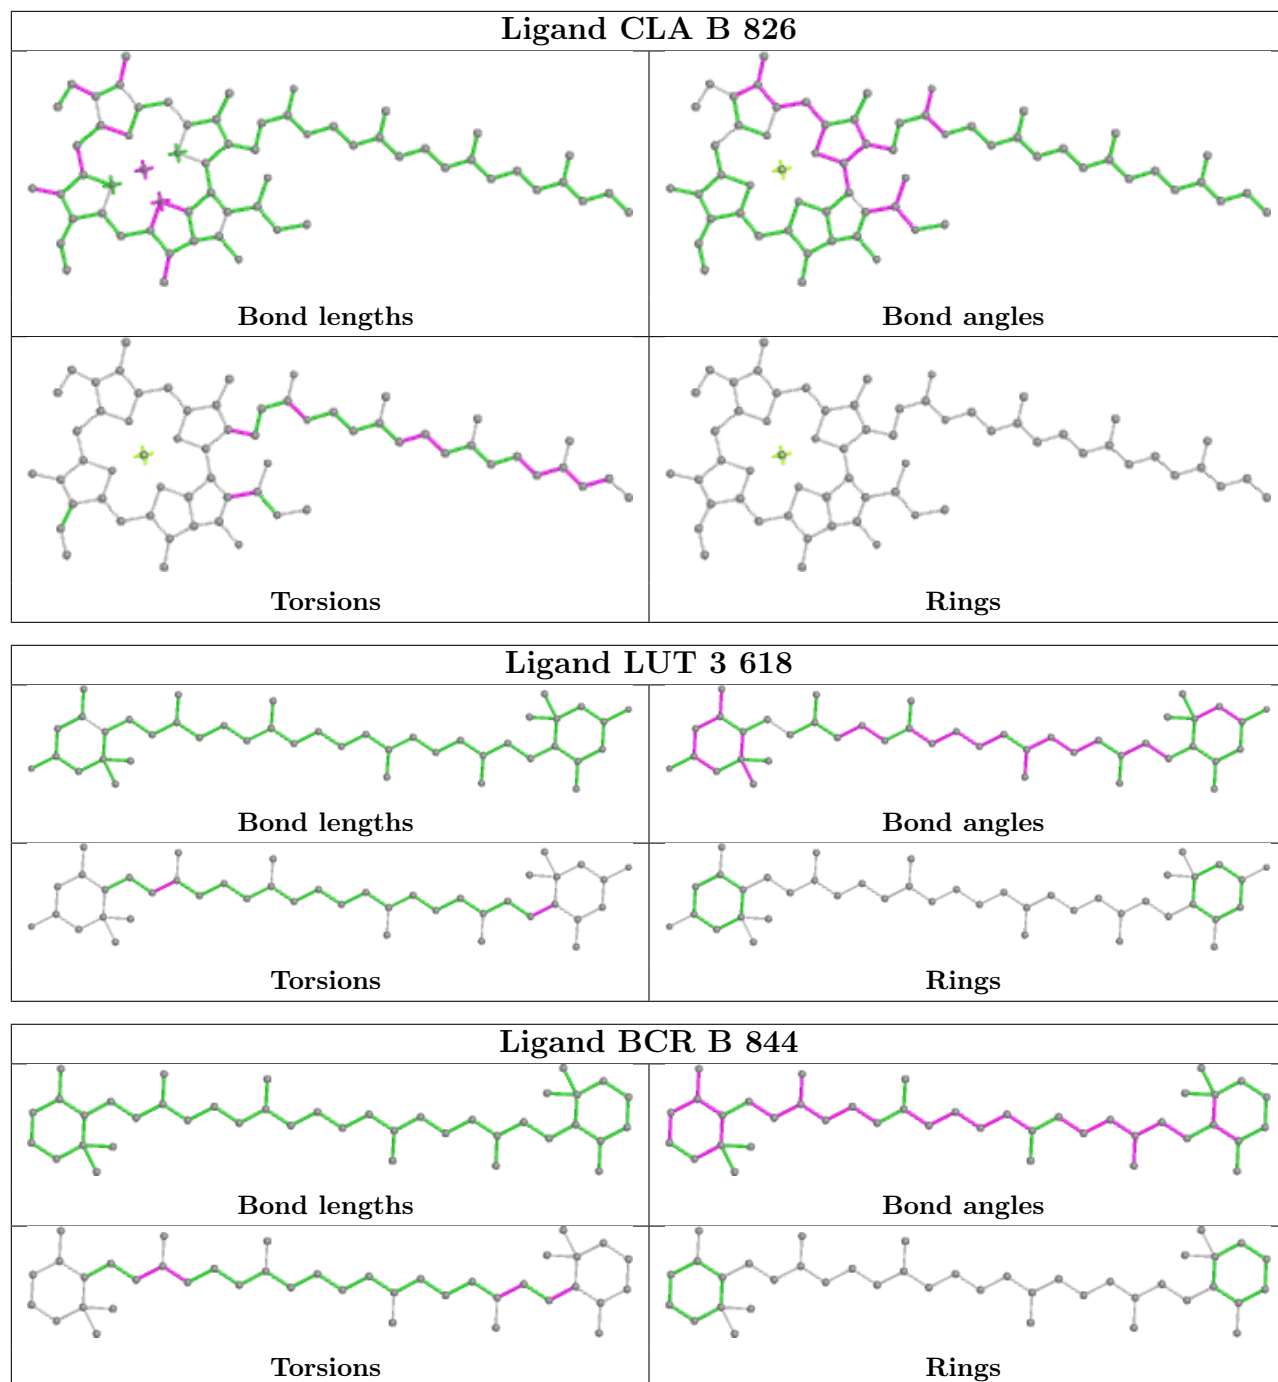 Ligand CLA B 826
Bond lengths
Bond angles
Torsions
Rings
Ligand LUT 3 618
Bond lengths
Bond angles
Torsions
Rings
Ligand BCR B 844
Bond lengths
Bond angles
Torsions
Rings